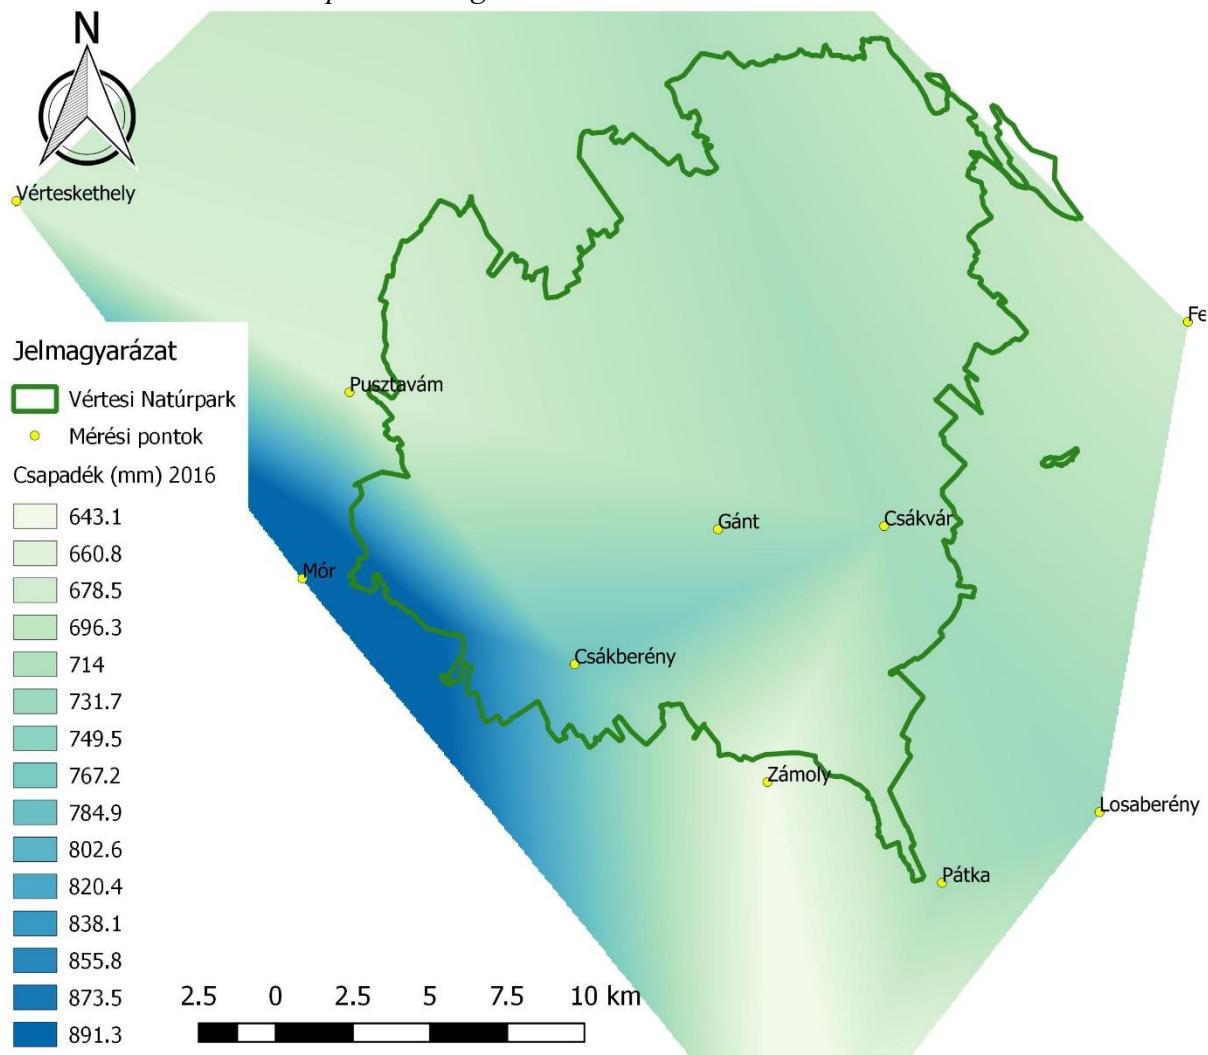 N
Vérteskethely
Fe
Jelmagyarázat
Vértesi Natúrpark
Mérési pontok
Csapadék (mm) 2016
643.1
660.8
678.5
696.3
714
731.7
749.5
767.2
784.9
802.6
820.4
838.1
855.8
873.5
891.3
Pusztavám
Gánt
Csákvár
Mór
Csákberény
Zámoly
Losaberény
Pátka
2.5 0 2.5 5 7.5 10 km